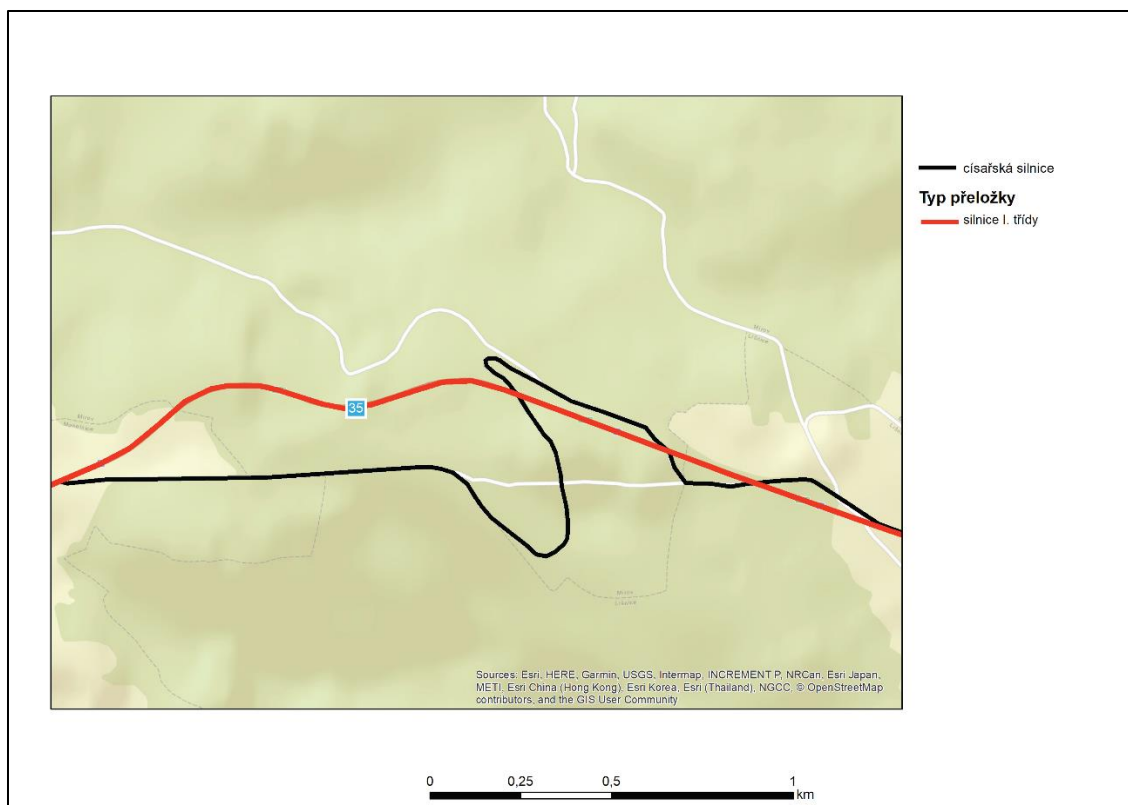 císařská silnice
Typ přeložky
silnice I. třídy
35
Sources: Esri, HERE, Garmin, USGS, Intermap, INCREMENT P, NRCan, Esri Japan,
METI, Esri China (Hong Kong), Esri Korea, Esri (Thailand), NGCC, © OpenStreetMap
contributors, and the GIS User Community
0 0,25 0,5 1
km